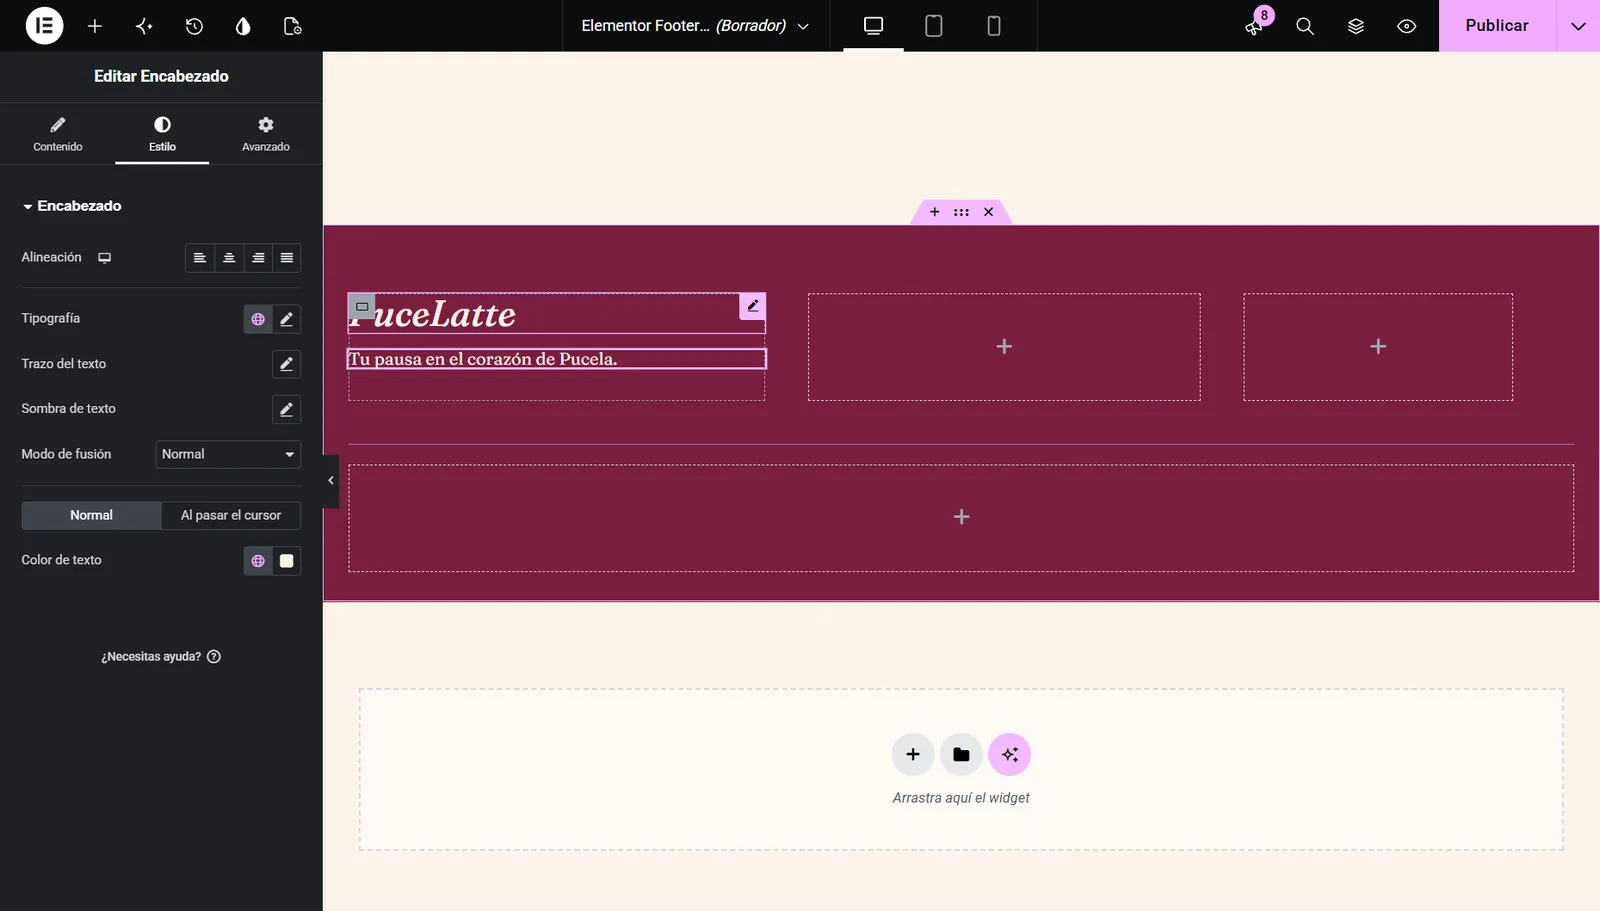 Elementor Footer... (Borrador)
8
Publicar
Editar Encabezado
Contenido
Estilo
Avanzado
Encabezado
Alineación
Tipografía
Trazo del texto
Sombra de texto
Modo de fusión
Normal
Normal
Al pasar el cursor
Color de texto
¿Necesitas ayuda?
PuceLatte
Tu pausa en el corazón de Pucela.
Arrastra aquí el widget